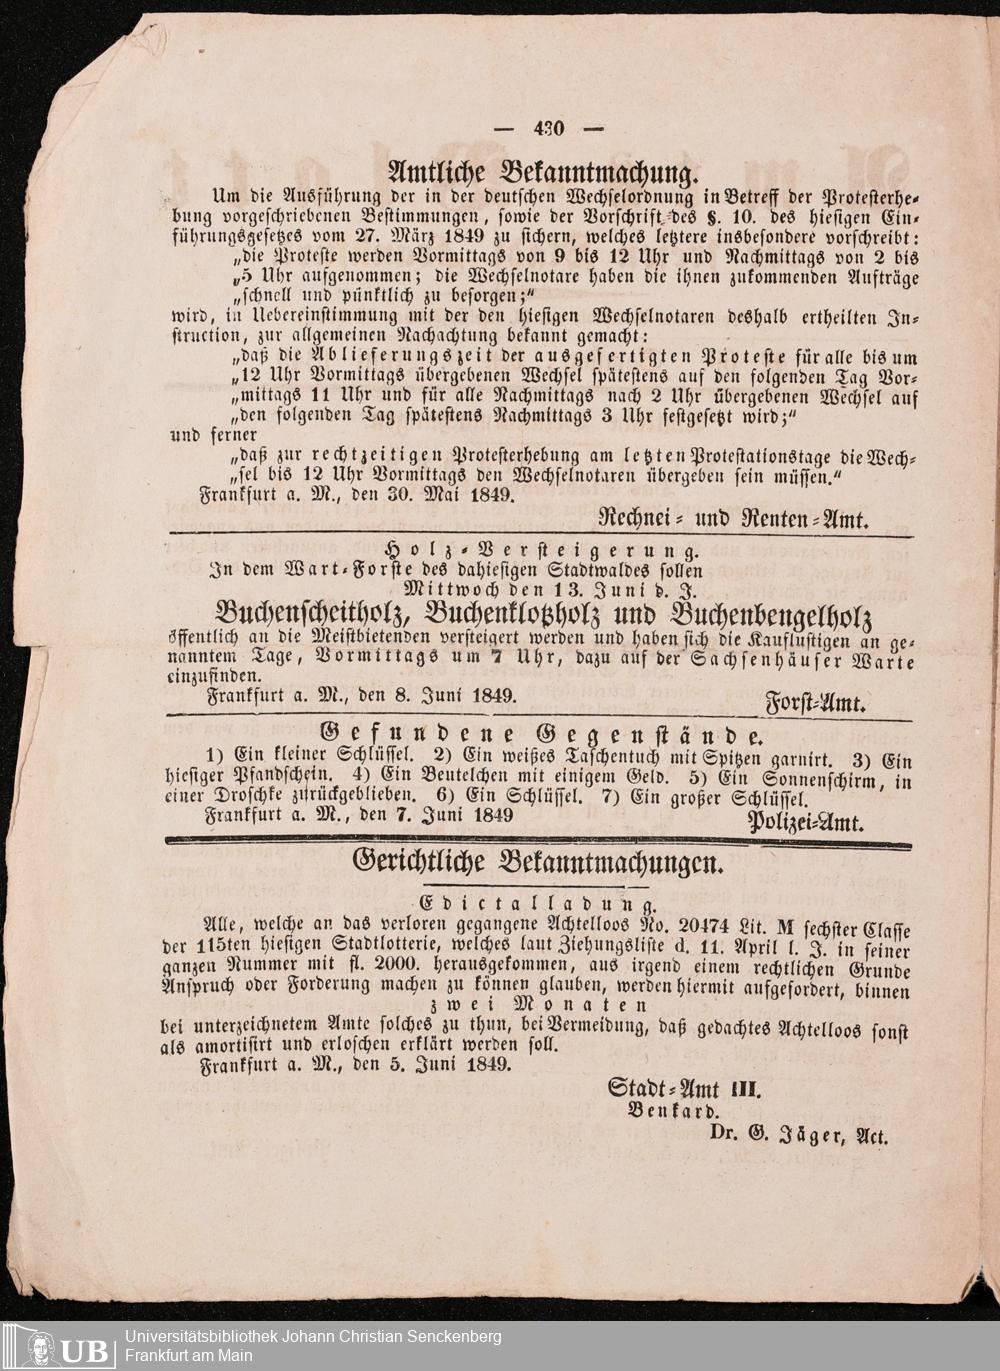 — 430 —
Amtliche Bekanntmachung.
Um die Ausführung der in der deutschen Wechselordnung in Betreff der Protesterhe-
bung vorgeschriebenen Bestimmungen, sowie der Vorschrift des §. 10. des hiesigen Ein-
führungsgesetzes vom 27. März 1849 zu sichern, welches letztere insbesondere vorschreibt:
„die Proteste werden Vormittags von 9 bis 12 Uhr und Nachmittags von 2 bis
„5 Uhr aufgenommen; die Wechselnotare haben die ihnen zukommenden Aufträge
„schnell und pünktlich zu besorgen;“
wird, in Uebereinstimmung mit der den hiesigen Wechselnotaren deshalb ertheilten In-
struction, zur allgemeinen Nachachtung bekannt gemacht:
„daß die Ablieferungszeit der ausgefertigten Proteste für alle bis um
„12 Uhr Vormittags übergebenen Wechsel spätestens auf den folgenden Tag Vor-
„mittags 11 Uhr und für alle Nachmittags nach 2 Uhr übergebenen Wechsel auf
„den folgenden Tag spätestens Nachmittags 3 Uhr festgesetzt wird;“
und ferner
„daß zur rechtzeitigen Protesterhebung am letzten Protestationstage die Wech-
„sel bis 12 Uhr Vormittags den Wechselnotaren übergeben sein müssen.“
Frankfurt a. M., den 30. Mai 1849.
Rechnei- und Renten-Amt.
Holz-Versteigerung.
In dem Wart-Forste des dahiesigen Stadtwaldes sollen
Mittwoch den 13. Juni d. J.
Buchenscheitholz, Buchenklotzholz und Buchenbengelholz
öffentlich an die Meistbietenden versteigert werden und haben sich die Kauflustigen an ge-
nanntem Tage, Vormittags um 7 Uhr, dazu auf der Sachsenhäuser Warte
einzufinden.
Frankfurt a. M., den 8. Juni 1849.
Forst-Amt.
Gefundene Gegenstände.
1) Ein kleiner Schlüssel. 2) Ein weißes Taschentuch mit Spitzen garnirt. 3) Ein
hiesiger Pfandschein. 4) Ein Beutelchen mit einigem Geld. 5) Ein Sonnenschirm, in
einer Droschke zurückgeblieben. 6) Ein Schlüssel. 7) Ein großer Schlüssel.
Frankfurt a. M., den 7. Juni 1849
Polizei-Amt.
Gerichtliche Bekanntmachungen.
Edictalladung.
Alle, welche an das verloren gegangene Achtelloos No. 20474 Lit. M sechster Classe
der 115ten hiesigen Stadtlotterie, welches laut Ziehungsliste d. 11. April l. J. in seiner
ganzen Nummer mit fl. 2000. herausgekommen, aus irgend einem rechtlichen Grunde
Anspruch oder Forderung machen zu können glauben, werden hiermit aufgefordert, binnen
zwei Monaten
bei unterzeichnetem Amte solches zu thun, bei Vermeidung, daß gedachtes Achtelloos sonst
als amortisirt und erloschen erklärt werden soll.
Frankfurt a. M., den 5. Juni 1849.
Stadt-Amt III.
Benkard.
Dr. G. Jäger, Act.
UB
Universitätsbibliothek Johann Christian Senckenberg
Frankfurt am Main